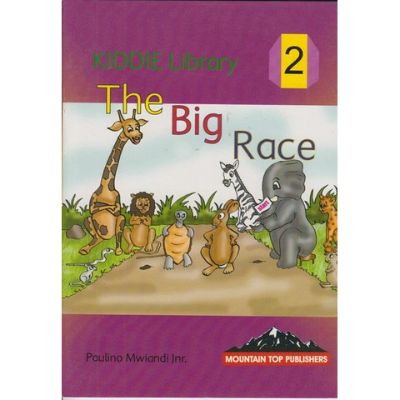 KIDDIE Library
2
The
Big
Race
Paulino Mwiandi Jnr.
MOUNTAIN TOP PUBLISHERS